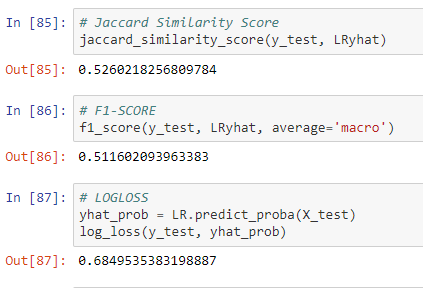 In [85]: # Jaccard Similarity Score
jaccard_similarity_score(y_test, LRyhat)
Out[85]: 0.5260218256809784
In [86]: # F1-SCORE
f1_score(y_test, LRyhat, average='macro')
Out[86]: 0.511602093963383
In [87]: # LOGLOSS
yhat_prob = LR.predict_proba(X_test)
log_loss(y_test, yhat_prob)
Out[87]: 0.6849535383198887